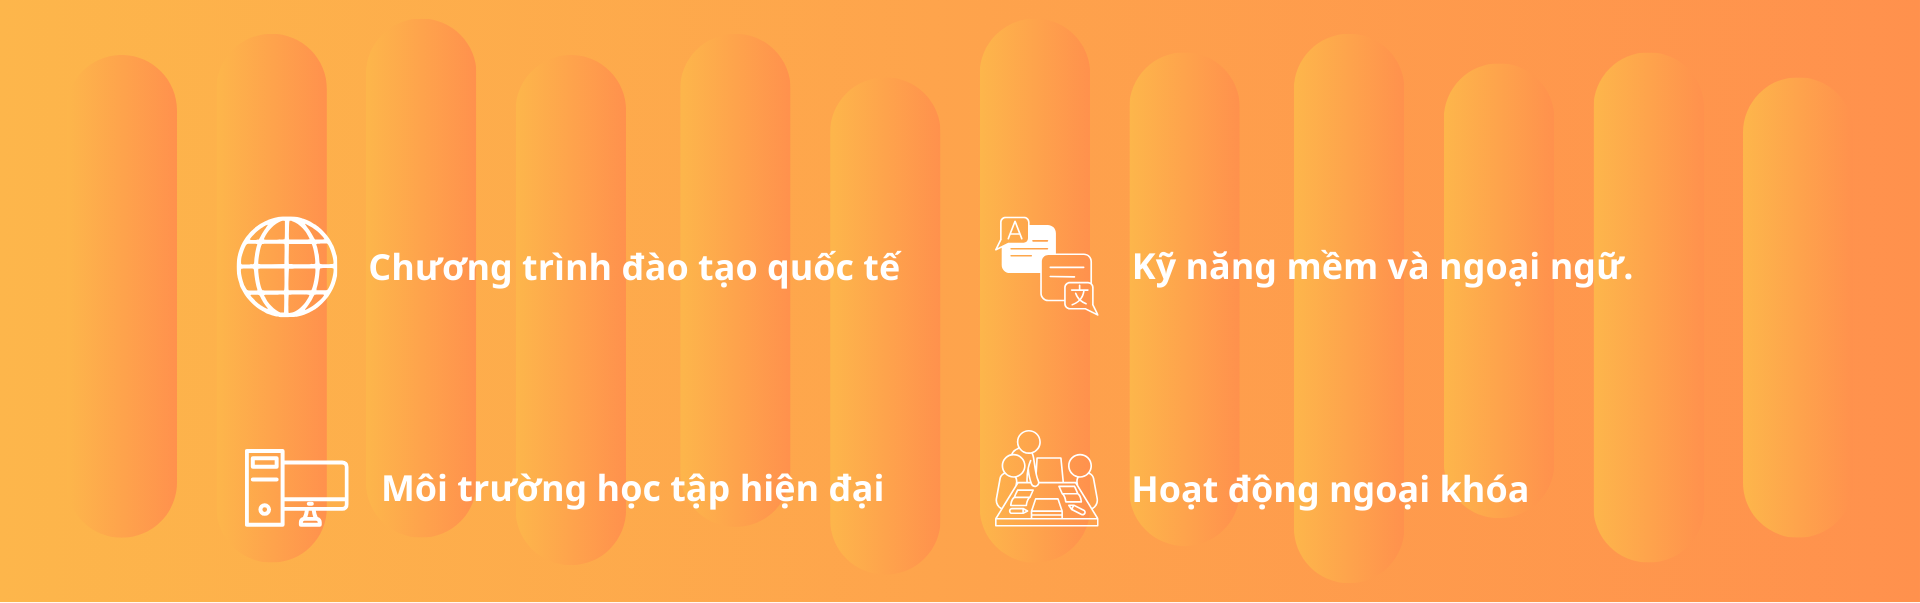 Chương trình đào tạo quốc tế
Kỹ năng mềm và ngoại ngữ.
Môi trường học tập hiện đại
Hoạt động ngoại khóa